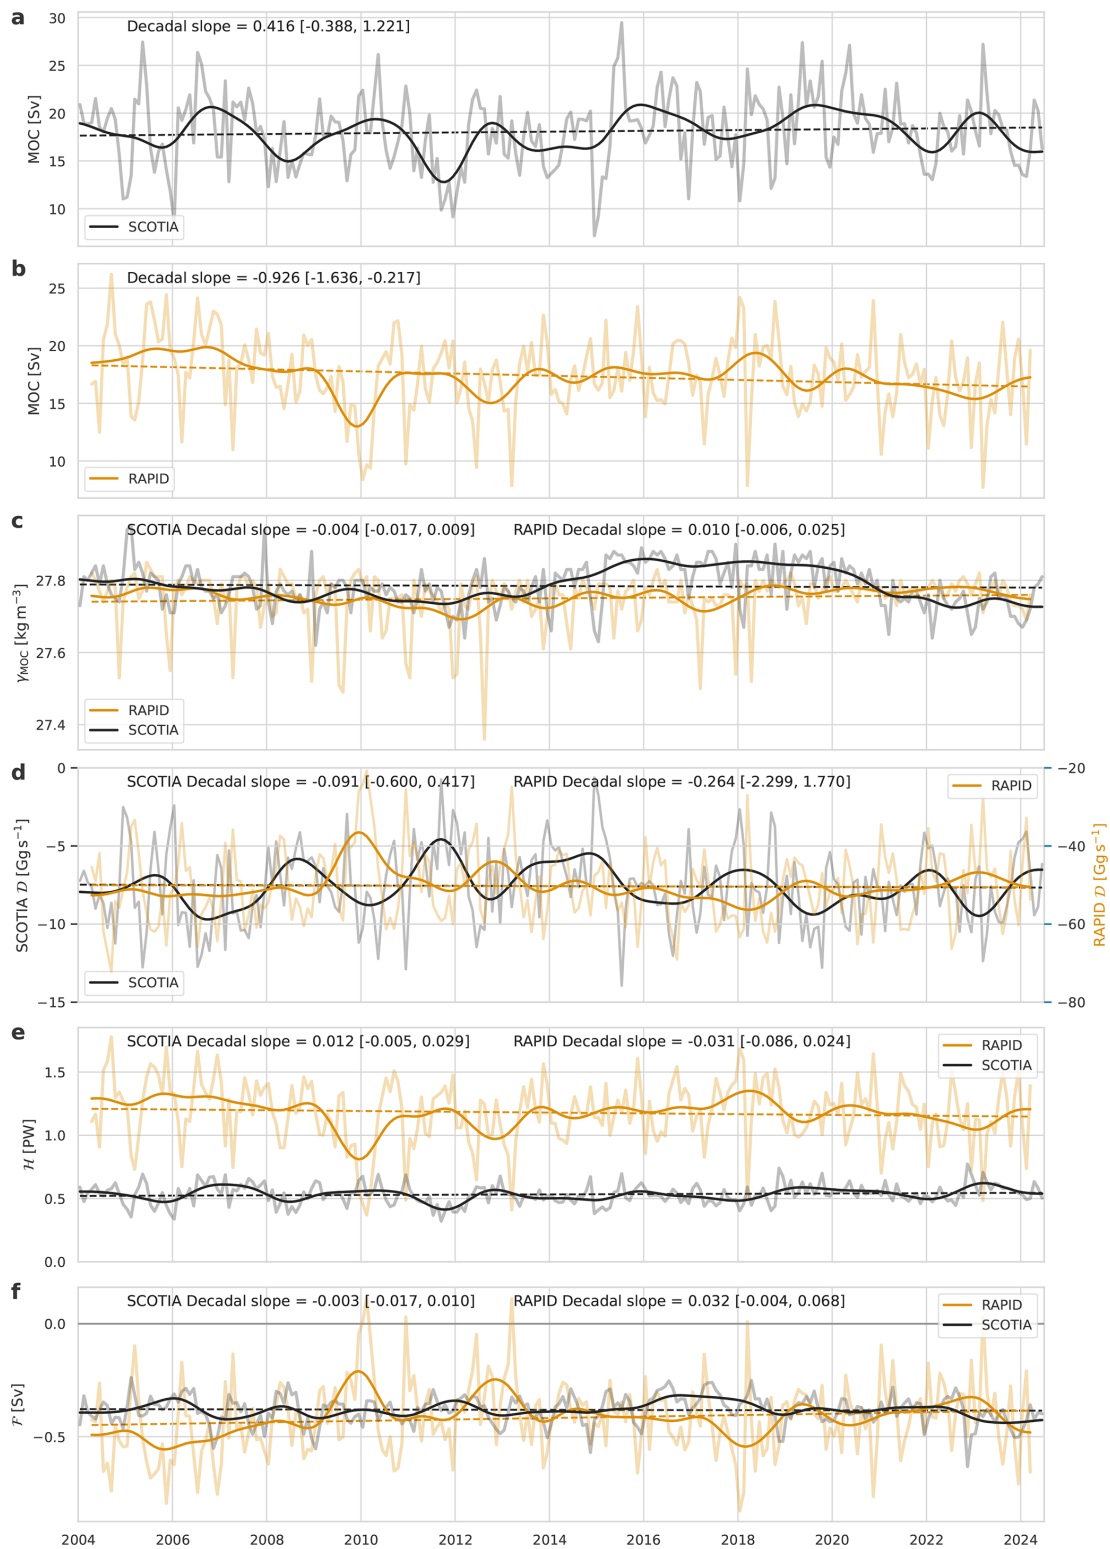 a
Decadal slope = 0.416 [-0.388, 1.221]
30
25
20
15
10
MOC [Sv]
SCOTIA
b
Decadal slope = -0.926 [-1.636, -0.217]
25
20
15
10
MOC [Sv]
RAPID
c
SCOTIA Decadal slope = -0.004 [-0.017, 0.009]
RAPID Decadal slope = 0.010 [-0.006, 0.025]
27.8
27.6
27.4
γMOC [kg m−3]
RAPID
SCOTIA
d
SCOTIA Decadal slope = -0.091 [-0.600, 0.417]
RAPID Decadal slope = -0.264 [-2.299, 1.770]
0
−5
−10
−15
SCOTIA 𝒟 [Gg s−1]
−20
−40
−60
−80
RAPID 𝒟 [Gg s−1]
RAPID
SCOTIA
e
SCOTIA Decadal slope = 0.012 [-0.005, 0.029]
RAPID Decadal slope = -0.031 [-0.086, 0.024]
1.5
1.0
0.5
0.0
ℋ [PW]
RAPID
SCOTIA
f
SCOTIA Decadal slope = -0.003 [-0.017, 0.010]
RAPID Decadal slope = 0.032 [-0.004, 0.068]
0.0
−0.5
ℱ [Sv]
RAPID
SCOTIA
2004 2006 2008 2010 2012 2014 2016 2018 2020 2022 2024